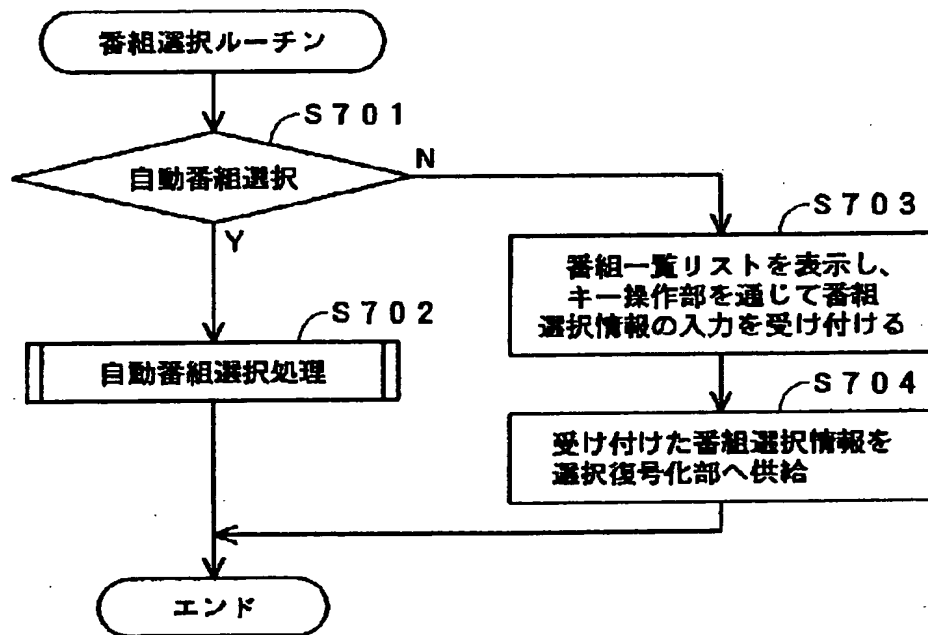 番組選択ルーチン
S701
自動番組選択
N
Y
S703
番組一覧リストを表示し、
キー操作部を通じて番組
選択情報の入力を受け付ける
S702
自動番組選択処理
S704
受け付けた番組選択情報を
選択復号化部へ供給
エンド